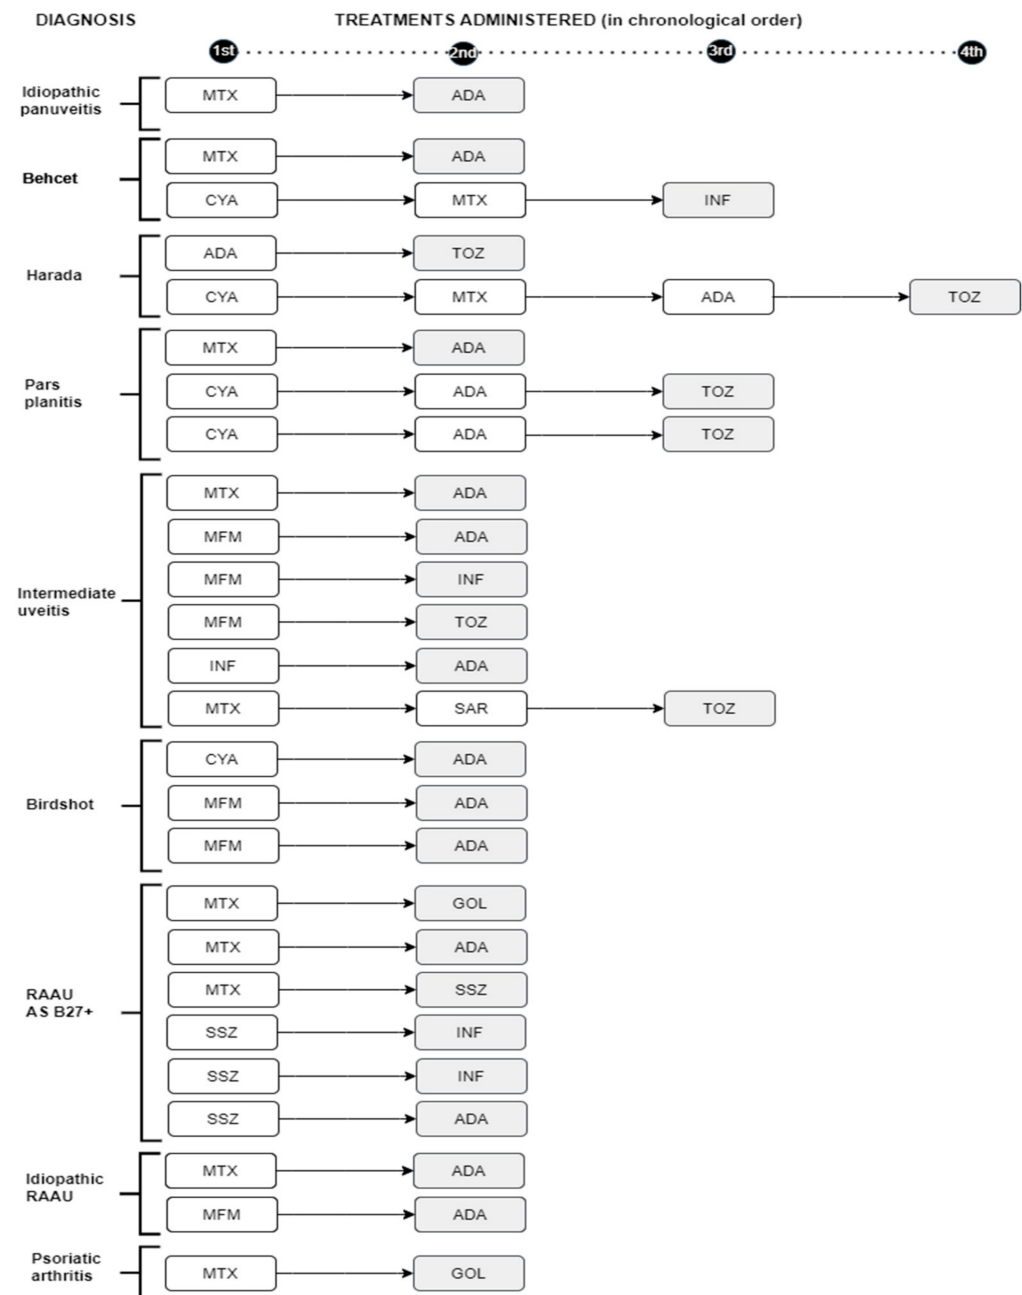 DIAGNOSIS TREATMENTS ADMINISTERED (in chronological order)
1st 2nd 3rd 4th
Idiopathic
panuveitis
MTX ADA
Behcet
MTX ADA
CYA MTX INF
Harada
ADA TOZ
CYA MTX ADA TOZ
Pars
planitis
MTX ADA
CYA ADA TOZ
CYA ADA TOZ
Intermediate
uveitis
MTX ADA
MFM ADA
MFM INF
MFM TOZ
INF ADA
MTX SAR TOZ
Birdshot
CYA ADA
MFM ADA
MFM ADA
RAAU
AS B27+
MTX GOL
MTX ADA
MTX SSZ
SSZ INF
SSZ INF
SSZ ADA
Idiopathic
RAAU
MTX ADA
MFM ADA
Psoriatic
arthritis
MTX GOL